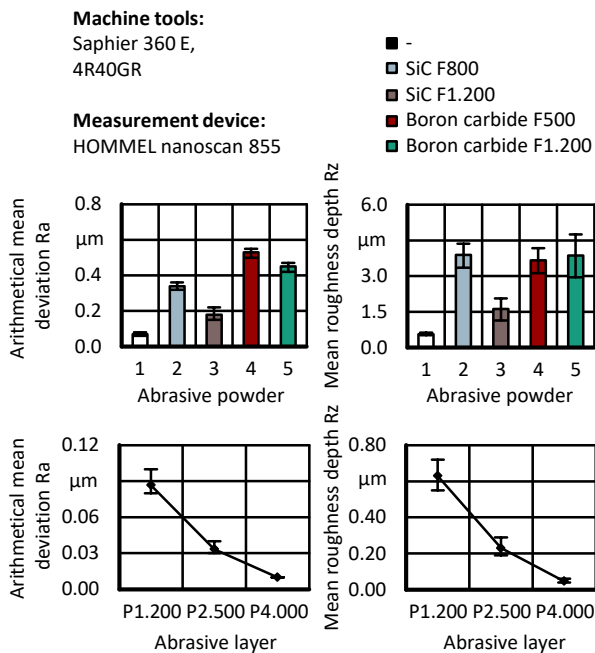 Machine tools:
Saphier 360 E,
4R40GR
Measurement device:
HOMMEL nanoscan 855
-
SiC F800
SiC F1.200
Boron carbide F500
Boron carbide F1.200
Arithmetical mean
deviation Ra
0.8
µm
0.4
0.2
0.0
1 2 3 4 5
Abrasive powder
Mean roughness depth Rz
6.0
µm
3.0
1.5
0.0
1 2 3 4 5
Abrasive powder
Arithmetical mean
deviation Ra
0.12
µm
0.06
0.03
0.00
P1.200 P2.500 P4.000
Abrasive layer
Mean roughness depth Rz
0.80
µm
0.40
0.20
0.00
P1.200 P2.500 P4.000
Abrasive layer